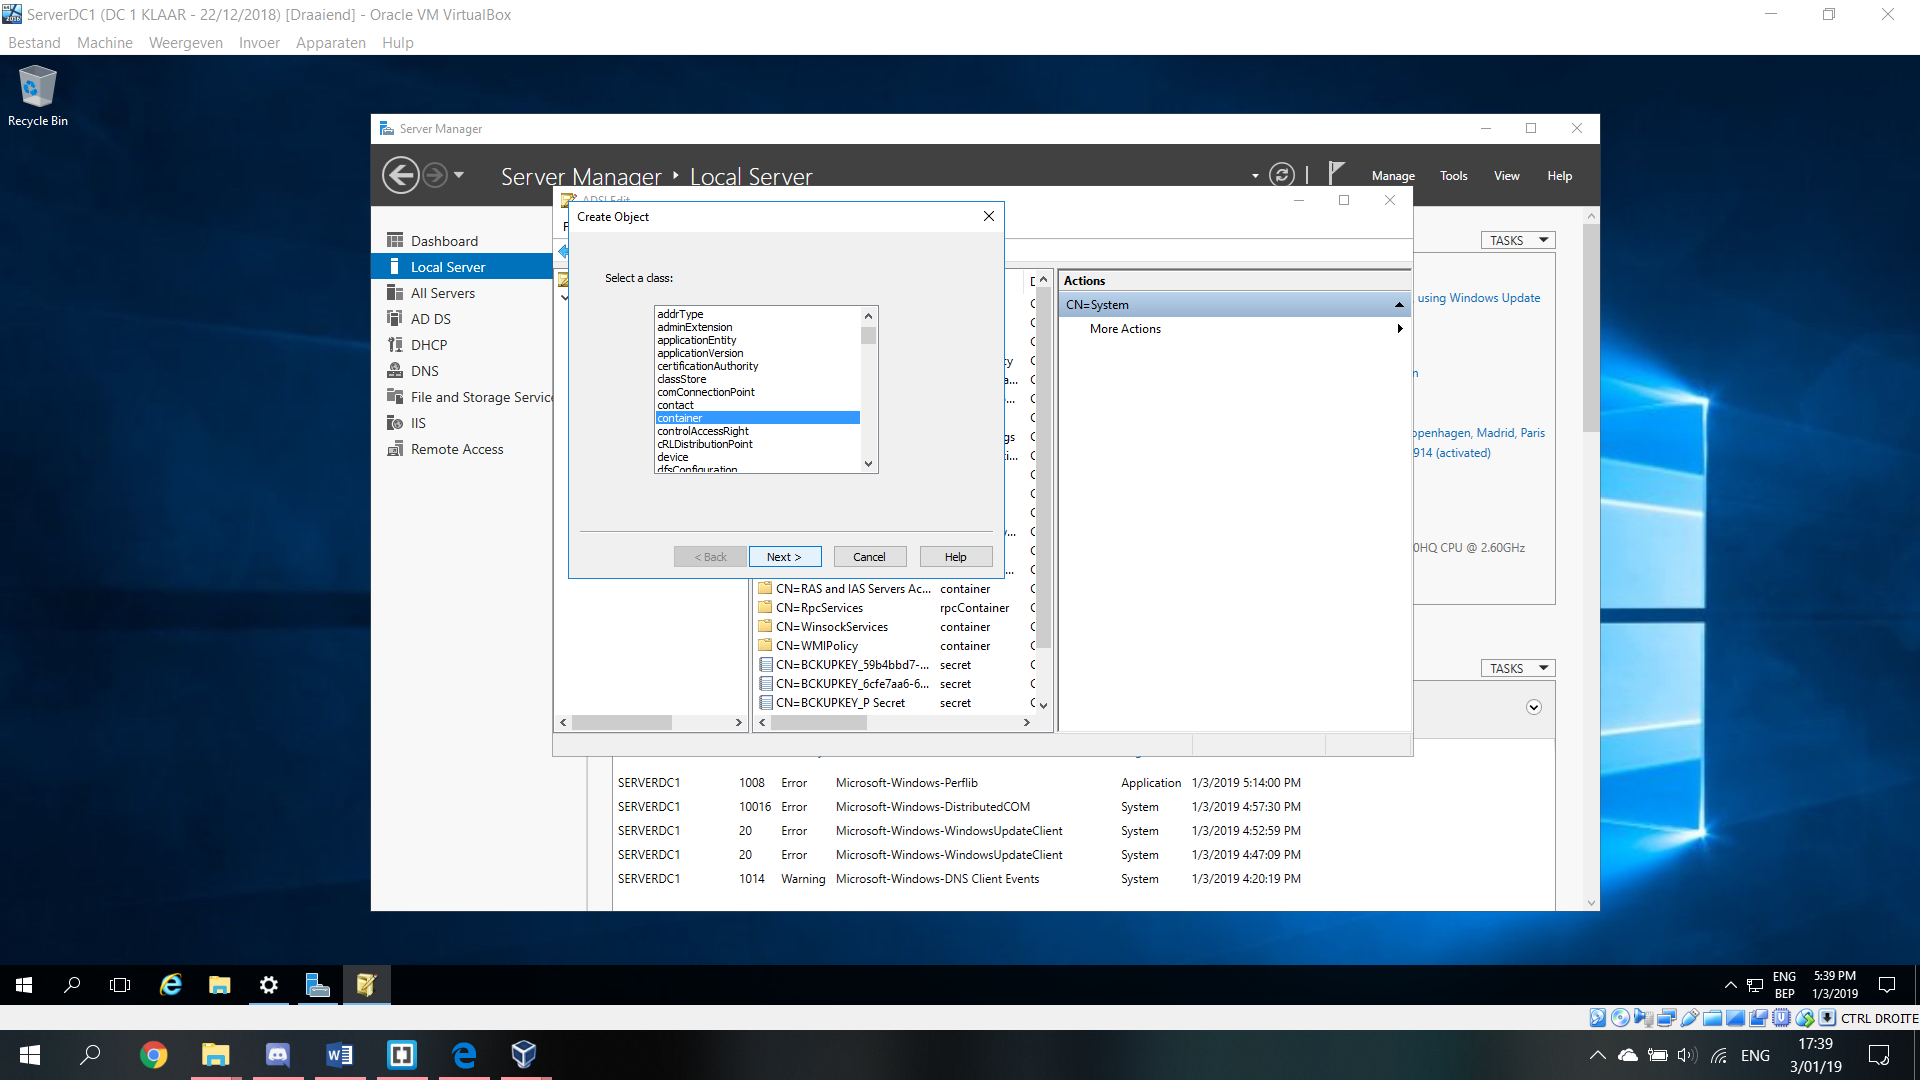 ServerDC1 (DC 1 KLAAR - 22/12/2018) [Draaiend] - Oracle VM VirtualBox
Bestand Machine Weergeven Invoer Apparaten Hulp
Recycle Bin
Server Manager
Server Manager Local Server
Manage Tools View Help
Dashboard
Local Server
All Servers
AD DS
DHCP
DNS
File and Storage Servic
IIS
Remote Access
ADSI Edit
Create Object
Select a class:
addrType
adminExtension
applicationEntity
applicationVersion
certificationAuthority
classStore
comConnectionPoint
contact
container
controlAccessRight
cRLDistributionPoint
device
dfsConfiguration
< Back Next > Cancel Help
Actions
CN=System
More Actions
CN=RAS and IAS Servers Ac... container
CN=RpcServices rpcContainer
CN=WinsockServices container
CN=WMIPolicy container
CN=BCKUPKEY_59b4bbd7-... secret
CN=BCKUPKEY_6cfe7aa6-6... secret
CN=BCKUPKEY_P Secret secret
TASKS
using Windows Update
openhagen, Madrid, Paris
914 (activated)
0HQ CPU @ 2.60GHz
TASKS
SERVERDC1 1008 Error Microsoft-Windows-Perflib Application 1/3/2019 5:14:00 PM
SERVERDC1 10016 Error Microsoft-Windows-DistributedCOM System 1/3/2019 4:57:30 PM
SERVERDC1 20 Error Microsoft-Windows-WindowsUpdateClient System 1/3/2019 4:52:59 PM
SERVERDC1 20 Error Microsoft-Windows-WindowsUpdateClient System 1/3/2019 4:47:09 PM
SERVERDC1 1014 Warning Microsoft-Windows-DNS Client Events System 1/3/2019 4:20:19 PM
ENG BEP
5:39 PM
1/3/2019
CTRL DROITE
ENG
17:39
3/01/19